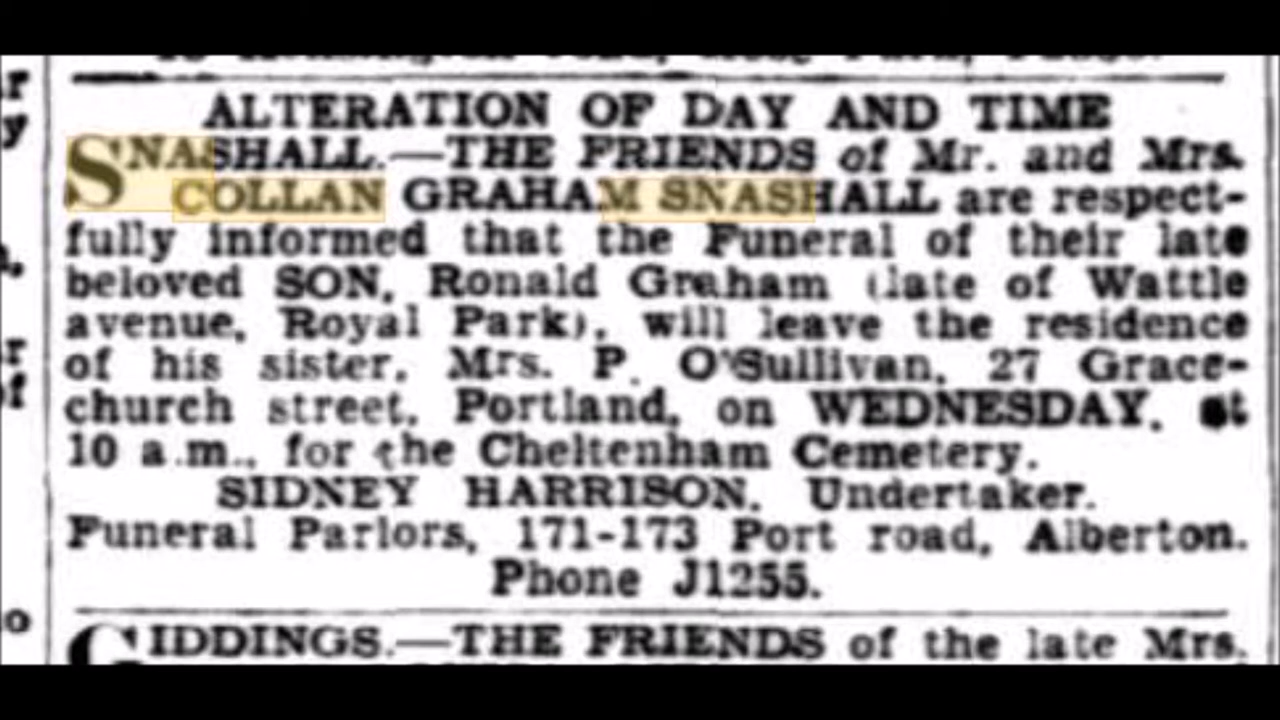 ALTERATION OF DAY AND TIME
SNASHALL.—THE FRIENDS of Mr. and Mrs.
COLLAN GRAHAM SNASHALL are respect-
fully informed that the Funeral of their late
beloved SON, Ronald Graham (late of Wattle
avenue, Royal Park), will leave the residence
of his sister, Mrs. P. O'Sullivan, 27 Grace-
church street, Portland, on WEDNESDAY, at
10 a.m., for the Cheltenham Cemetery.
SIDNEY HARRISON, Undertaker.
Funeral Parlors, 171-173 Port road, Alberton.
Phone J1255.
GIDDINGS.—THE FRIENDS of the late Mrs.